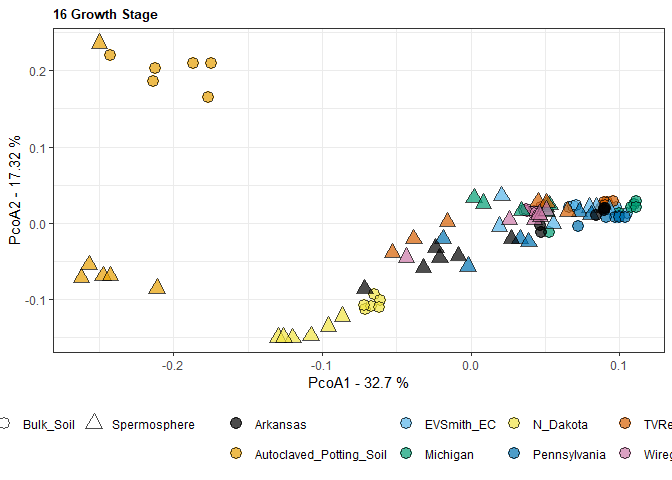 16 Growth Stage
PcoA2 - 17.32 %
0.2
0.1
0.0
-0.1
-0.2
-0.1
0.0
0.1
PcoA1 - 32.7 %
Bulk_Soil
Spermosphere
Arkansas
EVSmith_EC
N_Dakota
TVRe
Autoclaved_Potting_Soil
Michigan
Pennsylvania
Wireg